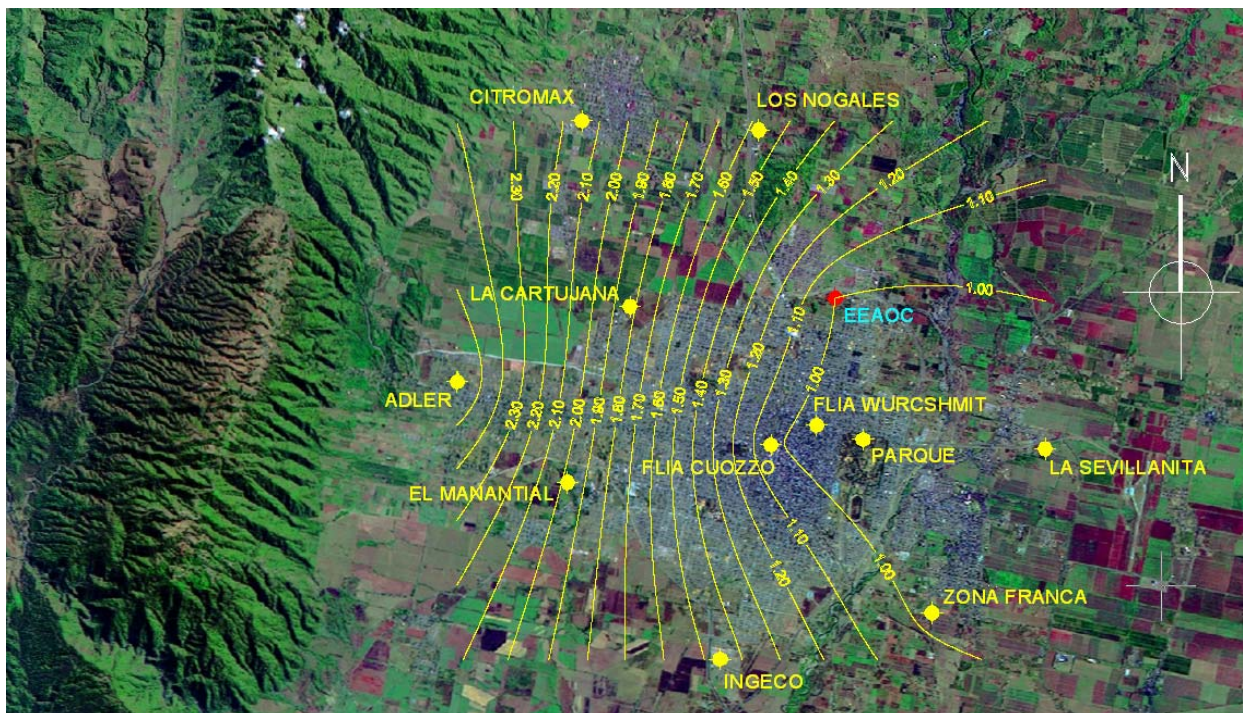 CITROMAX
LOS NOGALES
2.30
2.20
2.10
2.00
1.90
1.80
1.70
1.60
1.50
1.40
1.30
1.20
1.10
N
LA CARTUJANA
1.00
EEAOC
1.10
1.20
1.30
1.40
1.50
1.60
1.70
1.80
1.90
2.00
2.10
2.20
2.30
1.00
ADLER
FLIA WURCSHMIT
FLIA CUOZZO
PARQUE
LA SEVILLANITA
EL MANANTIAL
1.10
1.00
1.20
ZONA FRANCA
INGECO